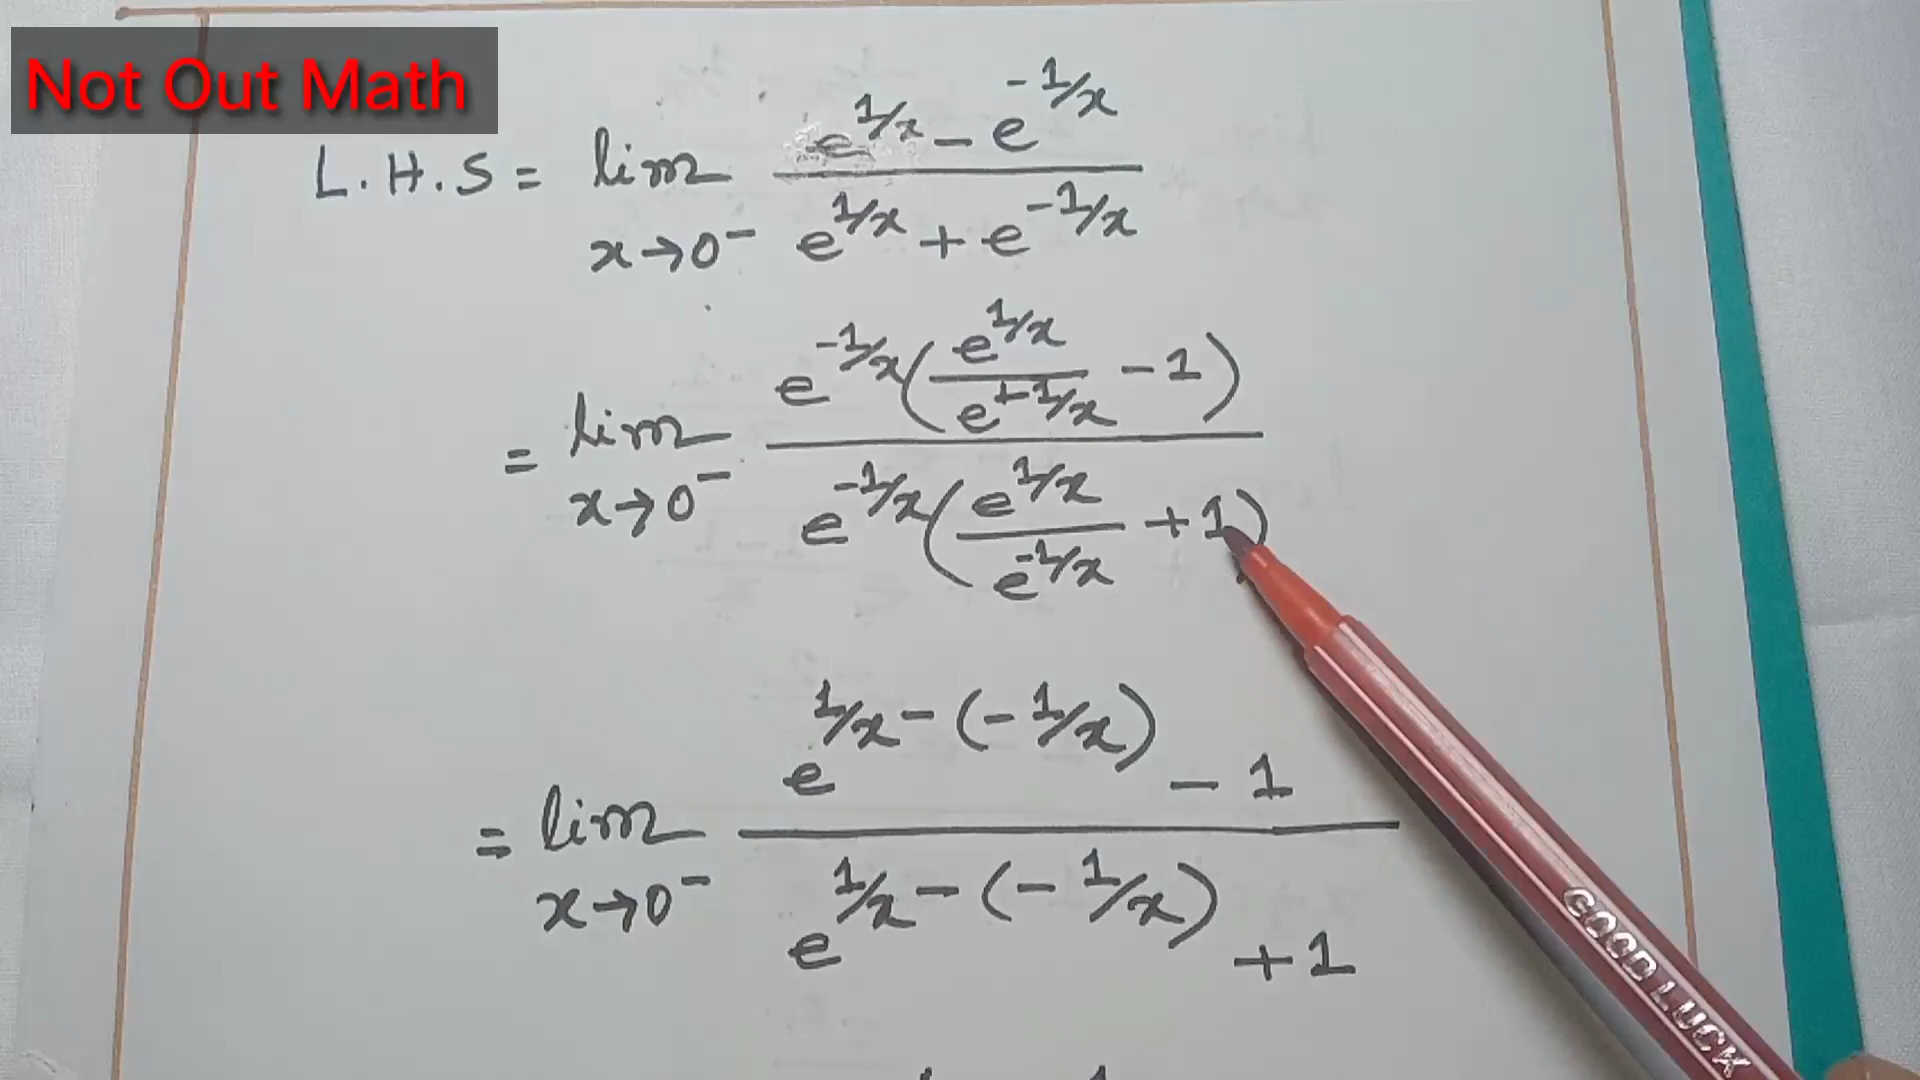 Not Out Math
L.H.S = lim x→0⁻ (e^{1/x} - e^{-1/x}) / (e^{1/x} + e^{-1/x})
= lim x→0⁻ e^{-1/x}(e^{1/x}/e^{-1/x} - 1) / e^{-1/x}(e^{1/x}/e^{-1/x} + 1)
= lim x→0⁻ (e^{1/x - (-1/x)} - 1) / (e^{1/x - (-1/x)} + 1)
GOOD LUCK